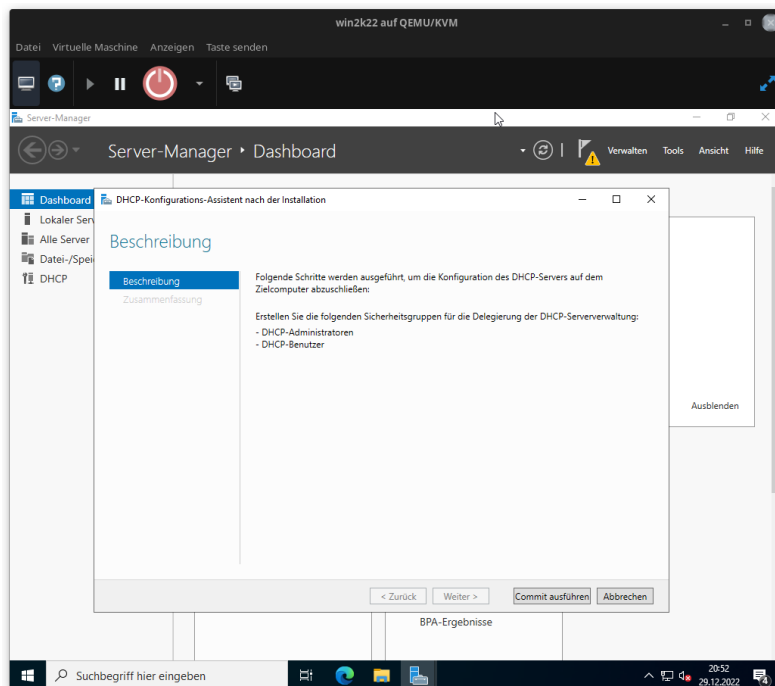 win2k22 auf QEMU/KVM
Datei Virtuelle Maschine Anzeigen Taste senden
Server-Manager
Server-Manager Dashboard
Verwalten Tools Ansicht Hilfe
Dashboard
Lokaler Serv
Alle Server
Datei-/Speic
DHCP
DHCP-Konfigurations-Assistent nach der Installation
Beschreibung
Beschreibung
Zusammenfassung
Folgende Schritte werden ausgeführt, um die Konfiguration des DHCP-Servers auf dem
Zielcomputer abzuschließen:
Erstellen Sie die folgenden Sicherheitsgruppen für die Delegierung der DHCP-Serververwaltung:
- DHCP-Administratoren
- DHCP-Benutzer
Ausblenden
< Zurück Weiter > Commit ausführen Abbrechen
BPA-Ergebnisse
Suchbegriff hier eingeben
20:52
29.12.2022
4